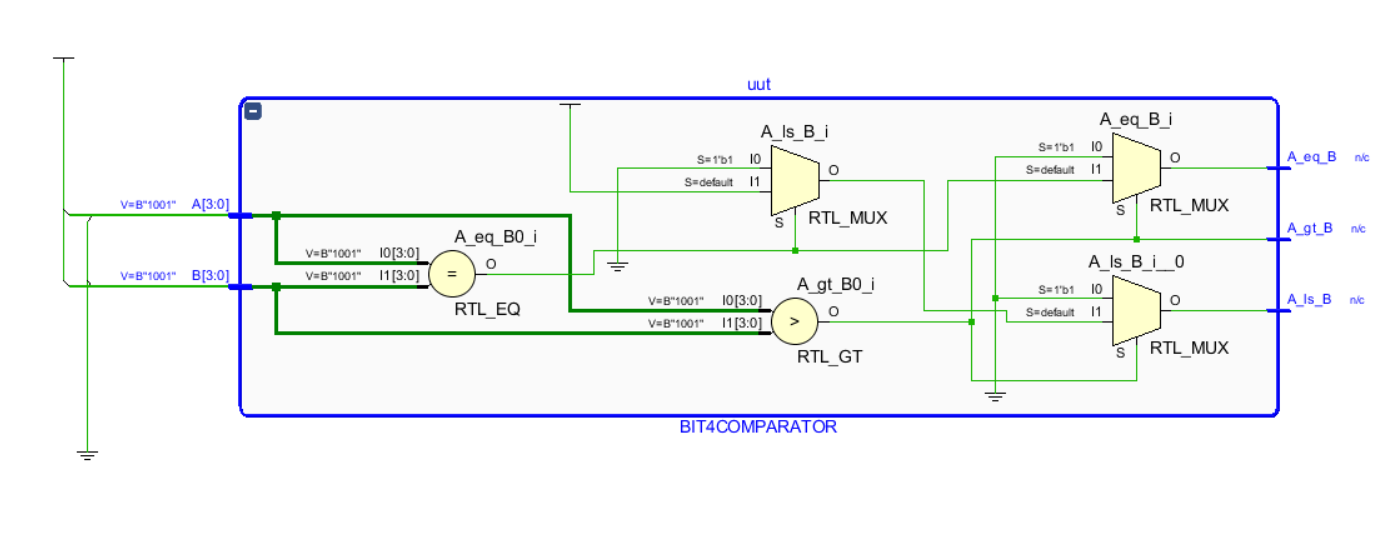 uut
A_eq_B_i
A_ls_B_i
S=1'b1 I0
O
S=default I1
S
RTL_MUX
S=1'b1 I0
O
S=default I1
S
RTL_MUX
A_eq_B n/c
V=B"1001" A[3:0]
A_gt_B n/c
A_eq_B0_i
V=B"1001" I0[3:0]
O
V=B"1001" I1[3:0]
=
RTL_EQ
V=B"1001" B[3:0]
A_ls_B_i__0
S=1'b1 I0
O
S=default I1
S
RTL_MUX
A_gt_B0_i
V=B"1001" I0[3:0]
O
V=B"1001" I1[3:0]
>
RTL_GT
A_ls_B n/c
BIT4COMPARATOR